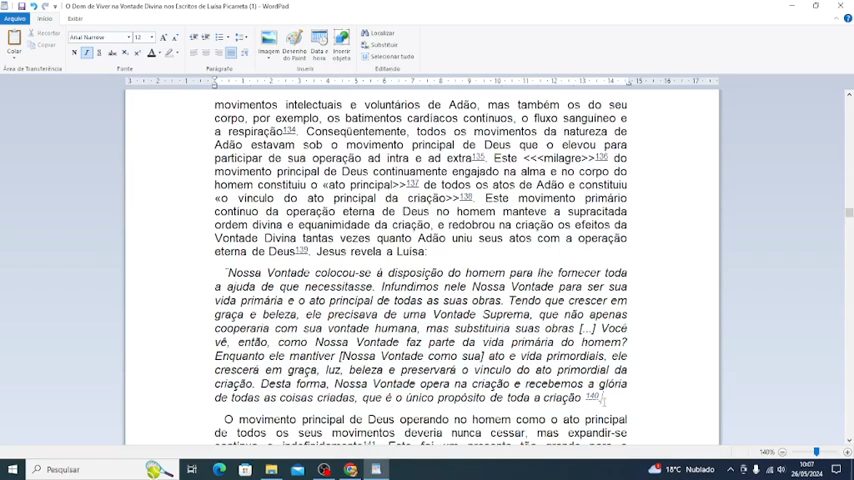 O Dom de Viver na Vontade Divina nos Escritos de Luisa Picarreta (1) - WordPad
Arquivo Início Exibir
Recortar
Copiar
Colar
Arial Narrow 12
Imagem Desenho do Paint Data e hora Inserir objeto
Localizar
Substituir
Selecionar tudo
Área de Transferência Fonte Parágrafo Inserir Editando
movimentos intelectuais e voluntários de Adão, mas também os do seu
corpo, por exemplo, os batimentos cardíacos contínuos, o fluxo sanguineo e
a respiração134. Conseqüentemente, todos os movimentos da natureza de
Adão estavam sob o movimento principal de Deus que o elevou para
participar de sua operação ad intra e ad extra135. Este <<<milagre>>136 do
movimento principal de Deus continuamente engajado na alma e no corpo do
homem constituiu o «ato principal>>137 de todos os atos de Adão e constituiu
«o vinculo do ato principal da criação>>138. Este movimento primário
contínuo da operação eterna de Deus no homem manteve a supracitada
ordem divina e equanimidade da criação, e redobrou na criação os efeitos da
Vontade Divina tantas vezes quanto Adão uniu seus atos com a operação
eterna de Deus139. Jesus revela a Luísa:
"Nossa Vontade colocou-se à disposição do homem para lhe fornecer toda
a ajuda de que necessitasse. Infundimos nele Nossa Vontade para ser sua
vida primária e o ato principal de todas as suas obras. Tendo que crescer em
graça e beleza, ele precisava de uma Vontade Suprema, que não apenas
cooperaria com sua vontade humana, mas substituiria suas obras [...] Você
vê, então, como Nossa Vontade faz parte da vida primária do homem?
Enquanto ele mantiver [Nossa Vontade como sua] ato e vida primordiais, ele
crescerá em graça, luz, beleza e preservará o vínculo do ato primordial da
criação. Desta forma, Nossa Vontade opera na criação e recebemos a glória
de todas as coisas criadas, que é o único propósito de toda a criação 140
O movimento principal de Deus operando no homem como o ato principal
de todos os seus movimentos deveria nunca cessar, mas expandir-se
140%
Pesquisar
18°C Nublado
10:07
26/05/2024